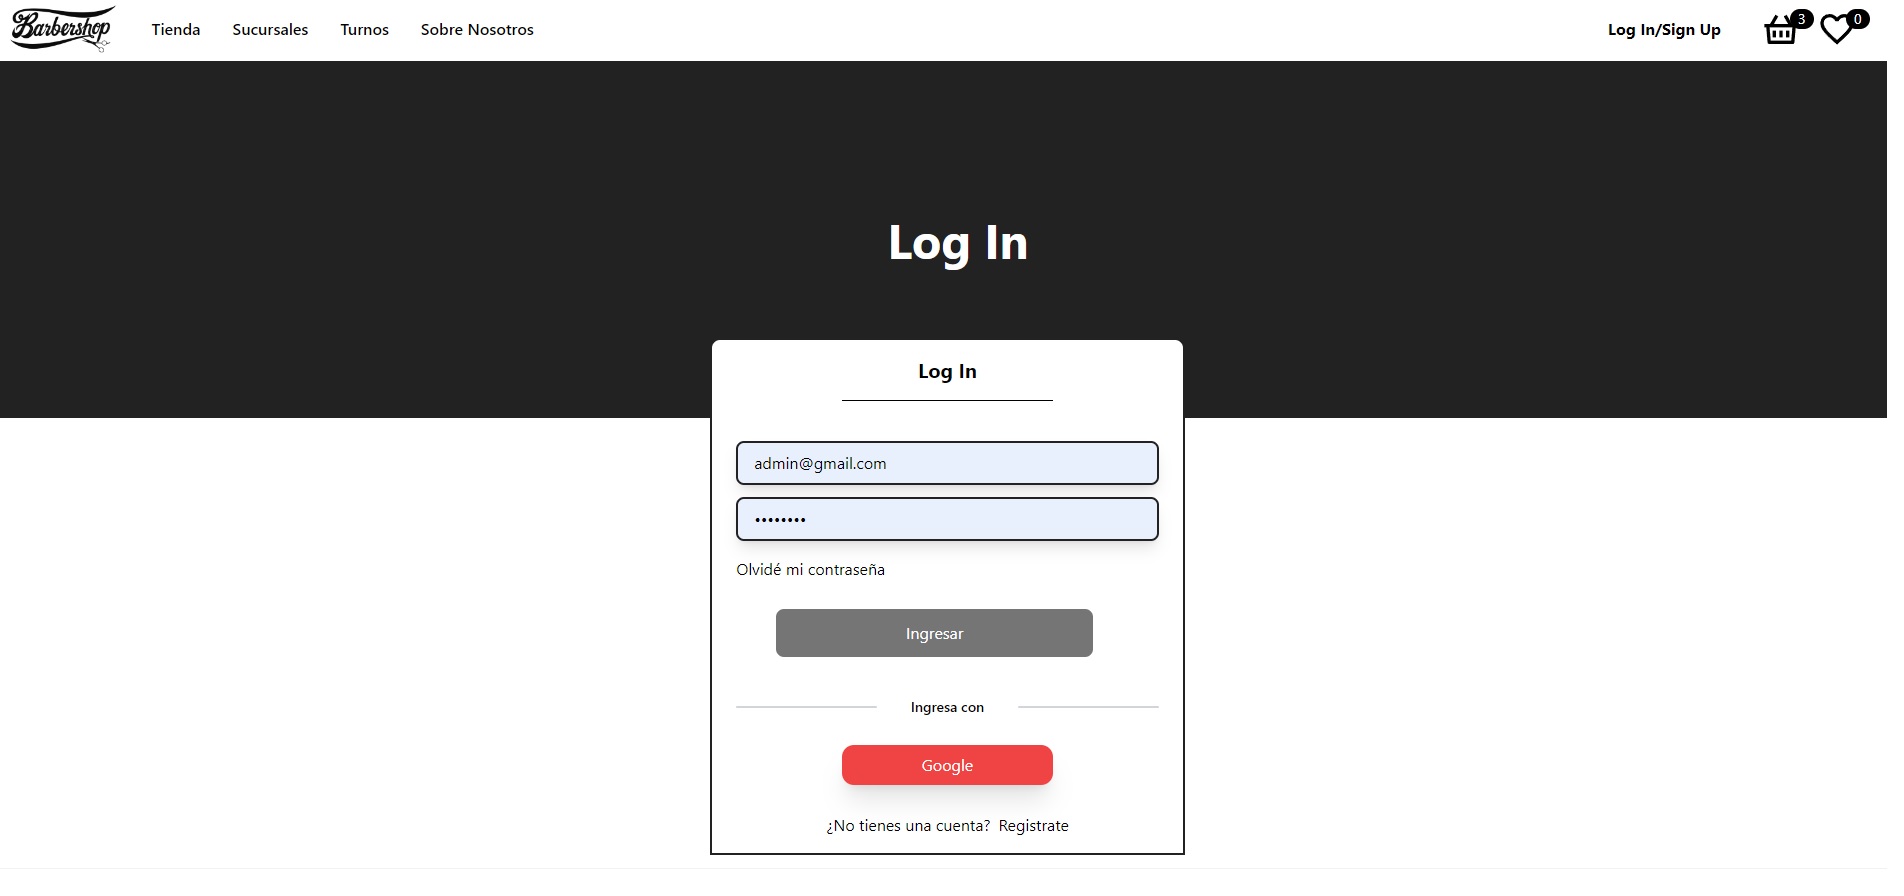 Barbershop
Tienda Sucursales Turnos Sobre Nosotros Log In/Sign Up 3 0
Log In
Log In
admin@gmail.com
••••••••
Olvidé mi contraseña
Ingresar
Ingresa con
Google
¿No tienes una cuenta? Registrate